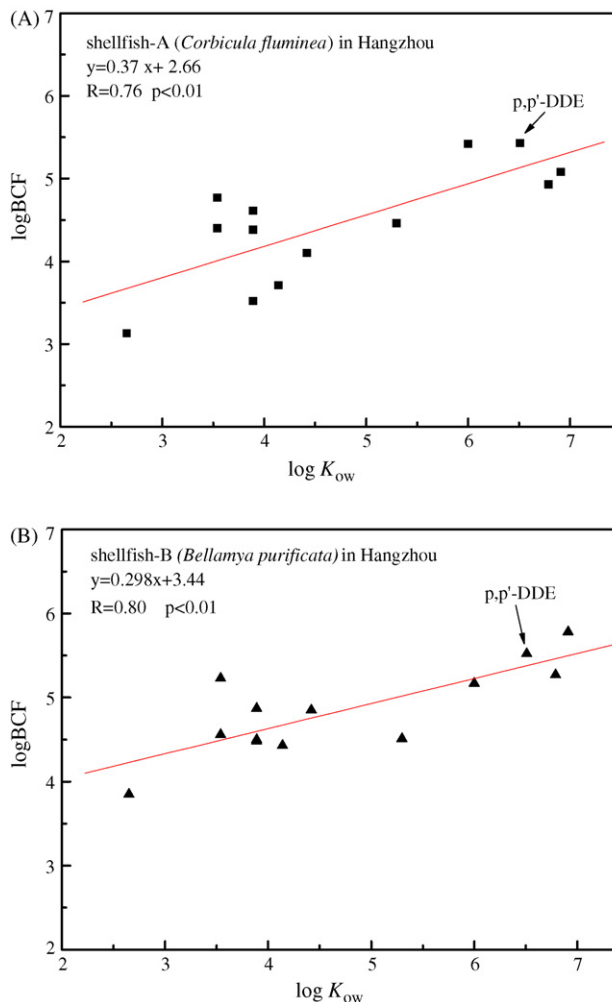 (A)
7
shellfish-A (Corbicula fluminea) in Hangzhou
y=0.37 x+ 2.66
R=0.76 p<0.01
p,p'-DDE
6
5
logBCF
4
3
2
2 3 4 5 6 7
log Kow
(B)
7
shellfish-B (Bellamya purificata) in Hangzhou
y=0.298x+3.44
R=0.80 p<0.01
p,p'-DDE
6
5
logBCF
4
3
2
2 3 4 5 6 7
log Kow